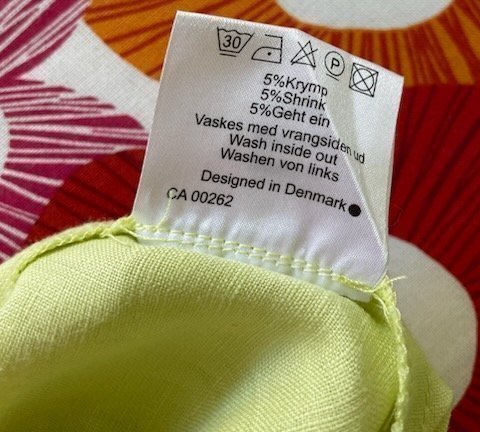 30 P
5%Krymp
5%Shrink
5%Geht ein
Vaskes med vrangsiden ud
Wash inside out
Washen von links
Designed in Denmark
CA 00262